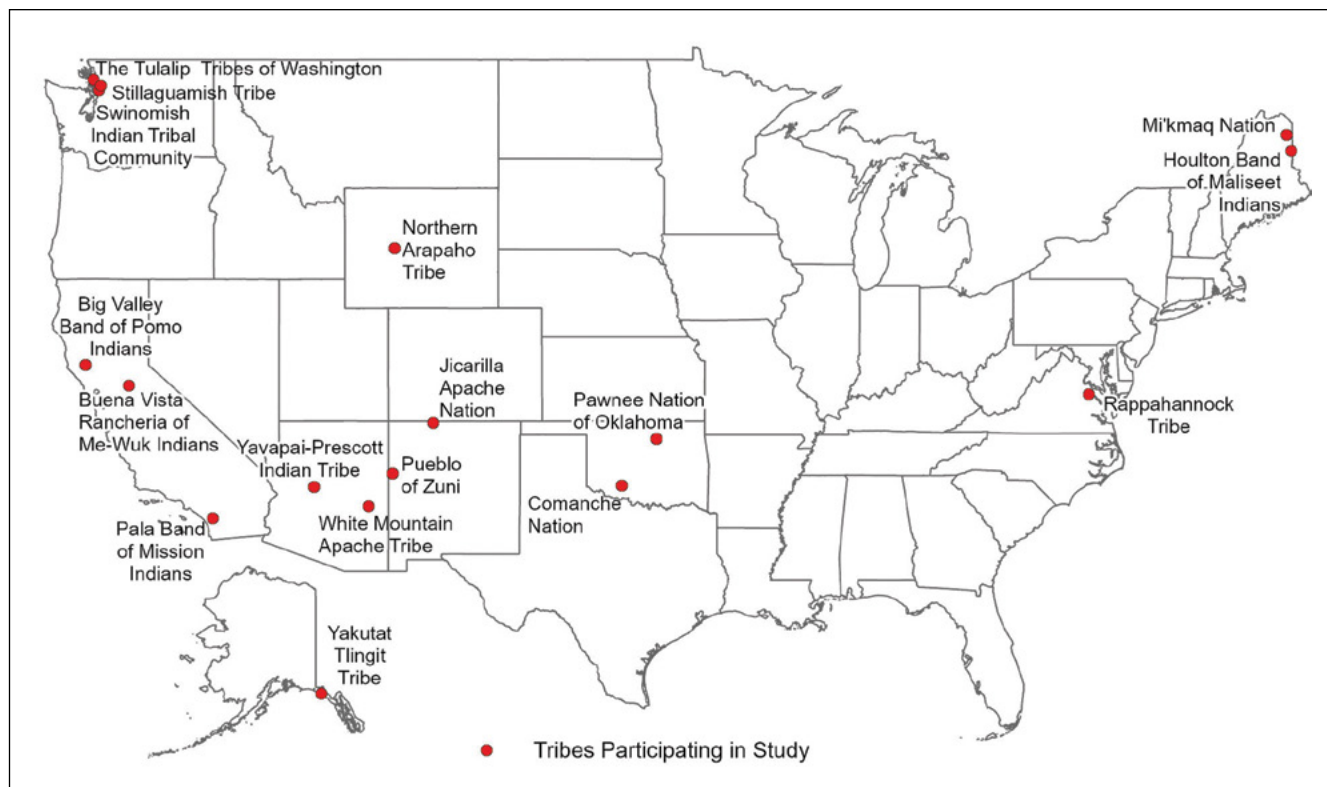 The Tulalip Tribes of Washington
Stillaguamish Tribe
Swinomish
Indian Tribal
Community
Mi'kmaq Nation
Houlton Band
of Maliseet
Indians
Northern
Arapaho
Tribe
Big Valley
Band of Pomo
Indians
Buena Vista
Rancheria of
Me-Wuk Indians
Jicarilla
Apache
Nation
Pawnee Nation
of Oklahoma
Rappahannock
Tribe
Yavapai-Prescott
Indian Tribe
Pueblo
of Zuni
White Mountain
Apache Tribe
Comanche
Nation
Pala Band
of Mission
Indians
Yakutat
Tlingit
Tribe
Tribes Participating in Study